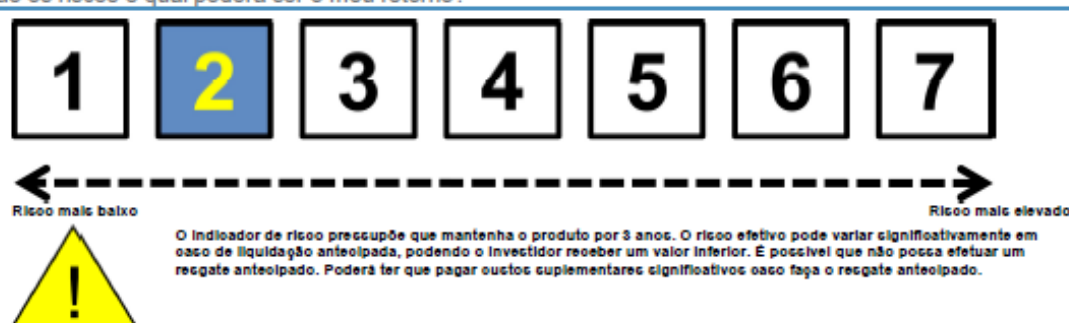 1 2 3 4 5 6 7
Risco mais baixo Risco mais elevado
O indicador de risco pressupõe que mantenha o produto por 3 anos. O risco efetivo pode variar significativamente em
caso de liquidação antecipada, podendo o investidor receber um valor inferior. É possivel que não possa efetuar um
resgate antecipado. Poderá ter que pagar custos suplementares significativos caso faça o resgate antecipado.
!